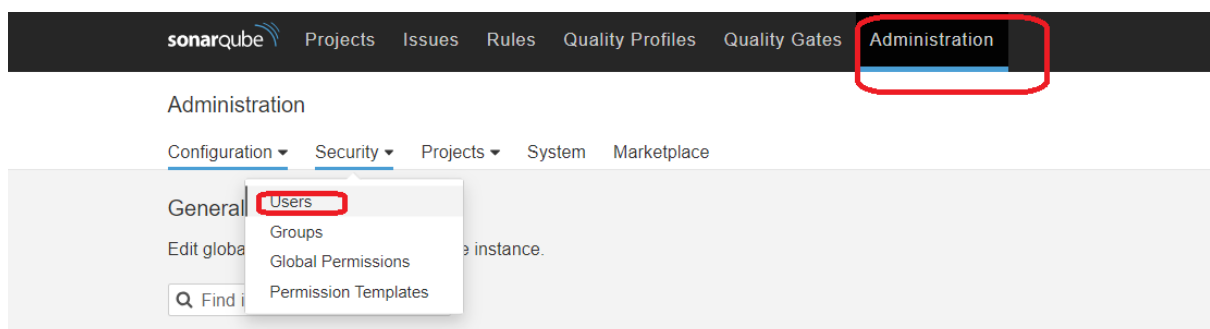 sonarqube Projects Issues Rules Quality Profiles Quality Gates Administration
Administration
Configuration Security Projects System Marketplace
General
Users
Groups
Edit globa
e instance.
Global Permissions
Find i
Permission Templates